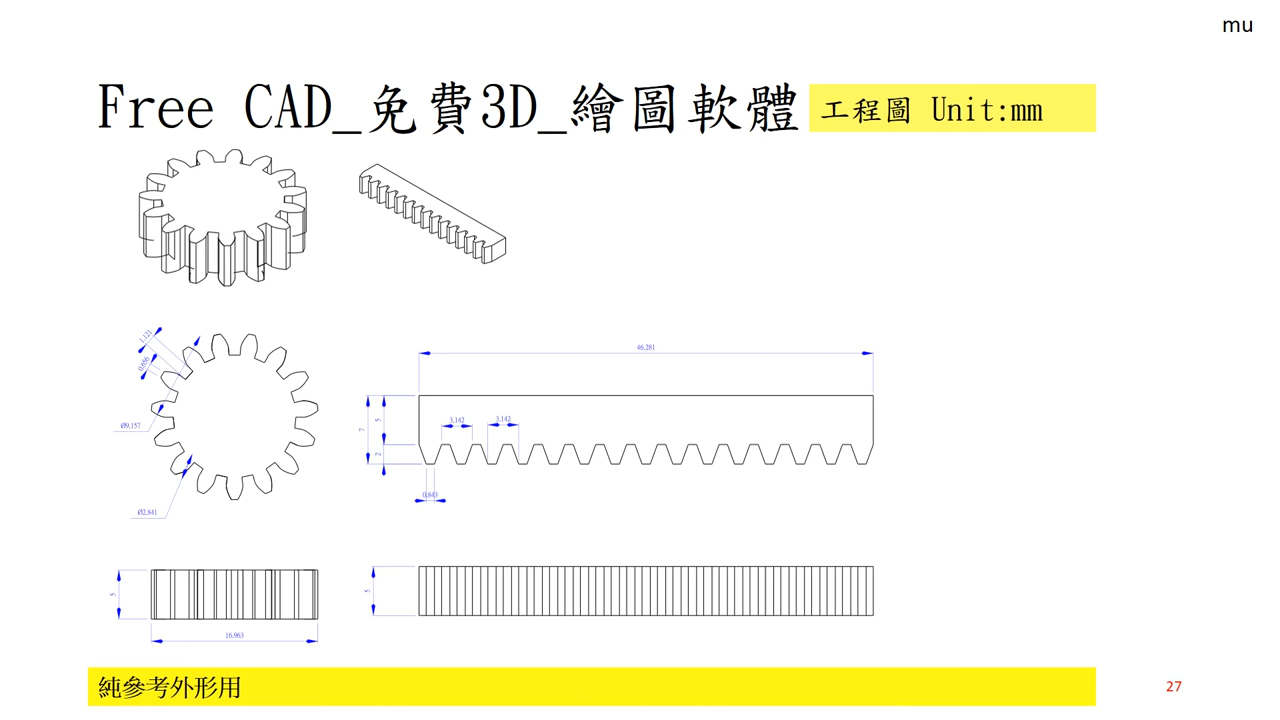 mu
Free CAD_免費3D_繪圖軟體
工程圖 Unit:mm
1.121
0.656
Ø9.157
Ø2.841
46.281
7
5
2
3.142
3.142
0.843
5
16.963
5
純參考外形用
27